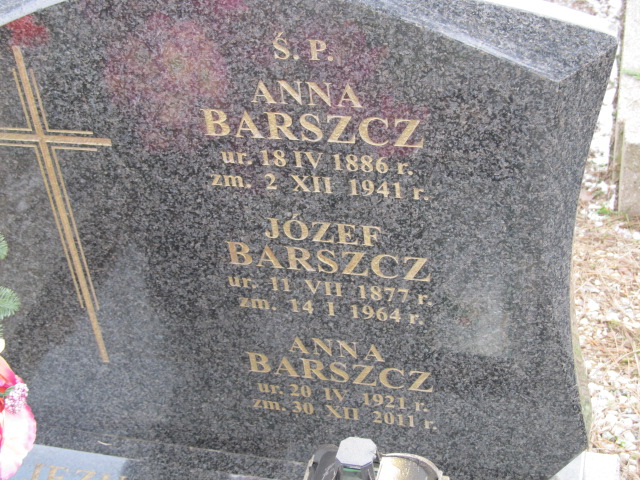 Ś. P.
ANNA
BARSZCZ
ur. 18 IV 1886 r.
zm. 2 XII 1941 r.
JÓZEF
BARSZCZ
ur. 11 VII 1877 r.
zm. 14 I 1964 r.
ANNA
BARSZCZ
ur. 20 IV 1921 r.
zm. 30 XII 2011 r.